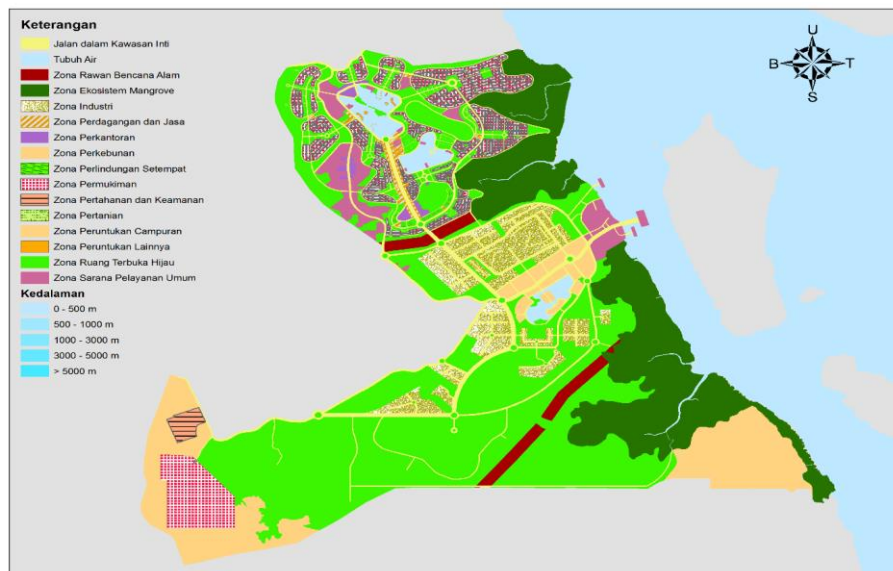 Keterangan
Jalan dalam Kawasan Inti
Tubuh Air
Zona Rawan Bencana Alam
Zona Ekosistem Mangrove
Zona Industri
Zona Perdagangan dan Jasa
Zona Perkantoran
Zona Perkebunan
Zona Perlindungan Setempat
Zona Permukiman
Zona Pertahanan dan Keamanan
Zona Pertanian
Zona Peruntukan Campuran
Zona Peruntukan Lainnya
Zona Ruang Terbuka Hijau
Zona Sarana Pelayanan Umum
Kedalaman
0 - 500 m
500 - 1000 m
1000 - 3000 m
3000 - 5000 m
> 5000 m
U
B
T
S